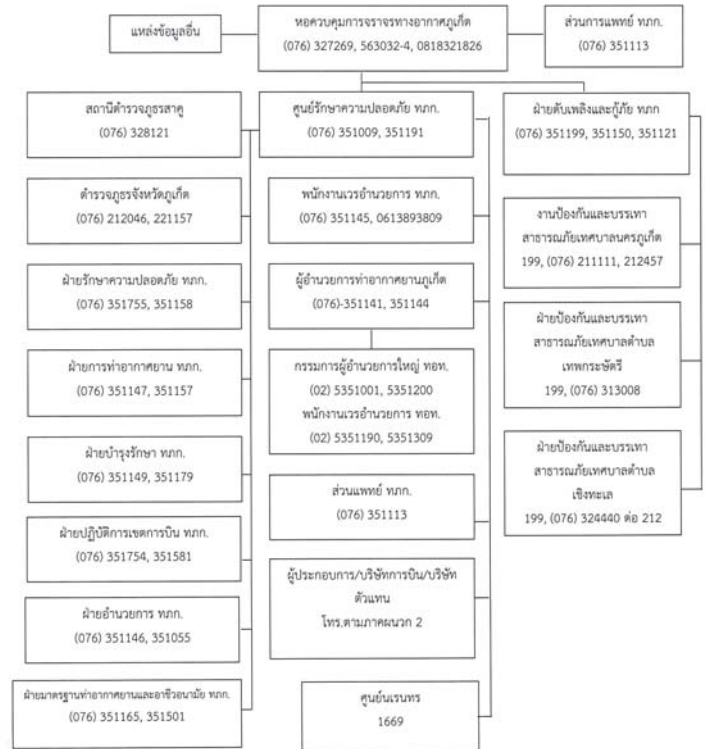 แหล่งข้อมูลอื่น
หอควบคุมการจราจรทางอากาศภูเก็ต
(076) 327269, 563032-4, 0818321826
ส่วนการแพทย์ ทภก.
(076) 351113
สถานีตำรวจภูธรสาคู
(076) 328121
ศูนย์รักษาความปลอดภัย ทภก.
(076) 351009, 351191
ฝ่ายดับเพลิงและกู้ภัย ทภก
(076) 351199, 351150, 351121
ตำรวจภูธรจังหวัดภูเก็ต
(076) 212046, 221157
พนักงานเวรอำนวยการ ทภก.
(076) 351145, 0613893809
งานป้องกันและบรรเทา
สาธารณภัยเทศบาลนครภูเก็ต
199, (076) 211111, 212457
ฝ่ายรักษาความปลอดภัย ทภก.
(076) 351755, 351158
ผู้อำนวยการท่าอากาศยานภูเก็ต
(076)-351141, 351144
ฝ่ายป้องกันและบรรเทา
สาธารณภัยเทศบาลตำบล
เทพกระษัตรี
199, (076) 313008
ฝ่ายการท่าอากาศยาน ทภก.
(076) 351147, 351157
กรรมการผู้อำนวยการใหญ่ ทอท.
(02) 5351001, 5351200
พนักงานเวรอำนวยการ ทอท.
(02) 5351190, 5351309
ฝ่ายบำรุงรักษา ทภก.
(076) 351149, 351179
ฝ่ายป้องกันและบรรเทา
สาธารณภัยเทศบาลตำบล
เชิงทะเล
199, (076) 324440 ต่อ 212
ส่วนแพทย์ ทภก.
(076) 351113
ฝ่ายปฏิบัติการเขตการบิน ทภก.
(076) 351754, 351581
ผู้ประกอบการ/บริษัทการบิน/บริษัท
ตัวแทน
โทร.ตามภาคผนวก 2
ฝ่ายอำนวยการ ทภก.
(076) 351146, 351055
ฝ่ายมาตรฐานท่าอากาศยานและอาชีวอนามัย ทภก.
(076) 351165, 351501
ศูนย์นเรนทร
1669